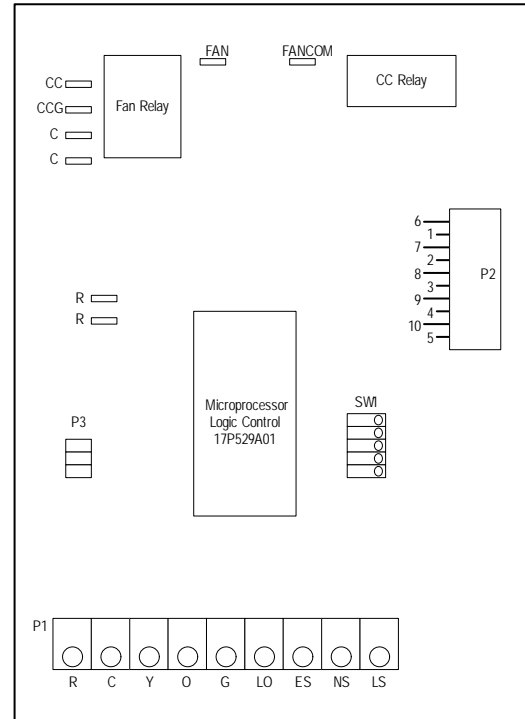 FAN
FANCOM
CC
CCG
C
C
Fan Relay
CC Relay
6
1
7
2
8
3
9
4
10
5
P2
R
R
Microprocessor
Logic Control
17P529A01
P3
SW1
P1
R C Y O G LO ES NS LS